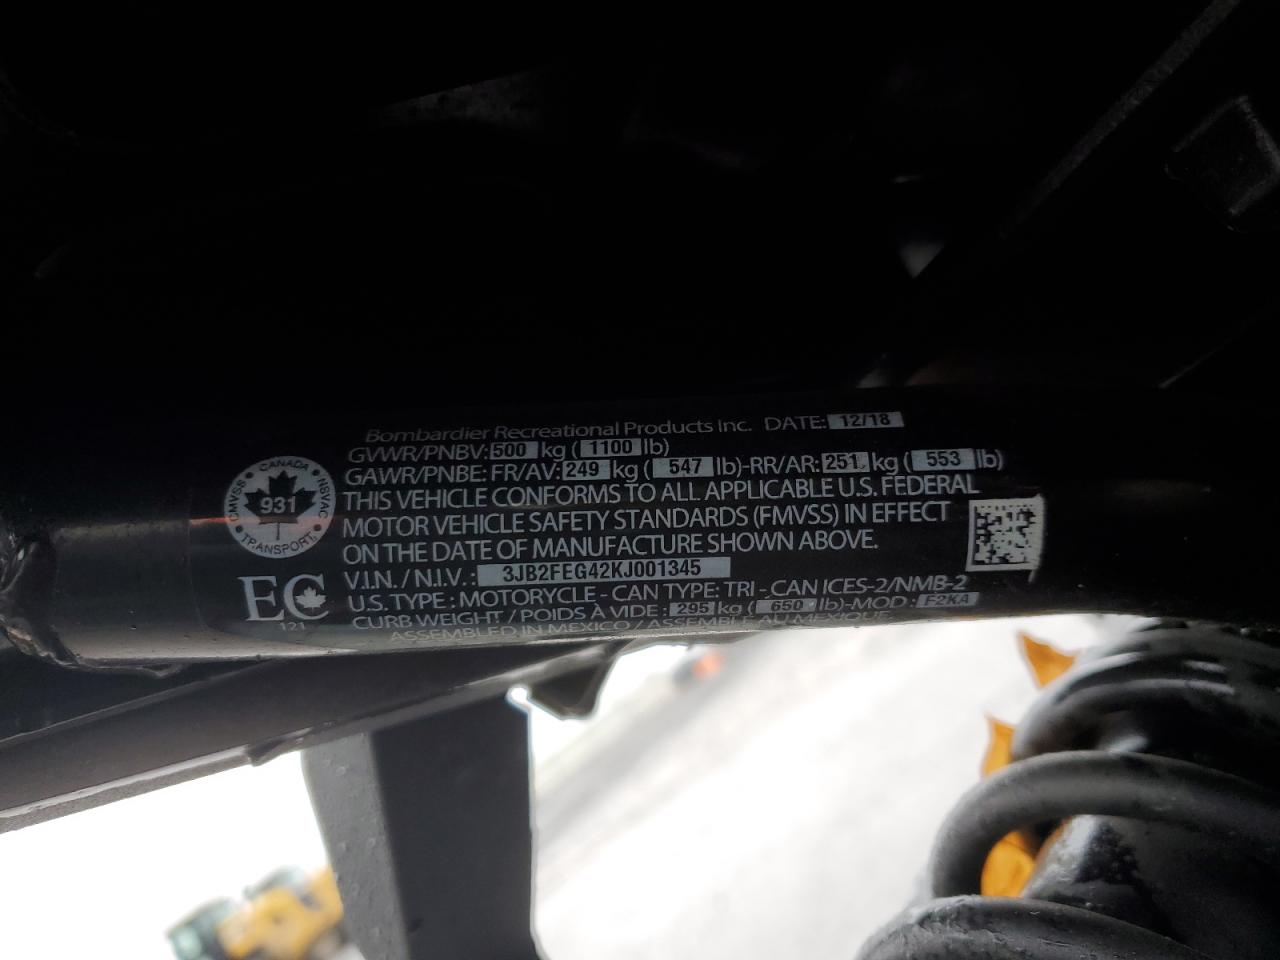 Bombardier Recreational Products Inc. DATE: 12/18
GVWR/PNBV: 500 kg ( 1100 lb)
GAWR/PNBE: FR/AV: 249 kg ( 547 lb)-RR/AR: 251 kg ( 553 lb)
THIS VEHICLE CONFORMS TO ALL APPLICABLE U.S. FEDERAL
MOTOR VEHICLE SAFETY STANDARDS (FMVSS) IN EFFECT
ON THE DATE OF MANUFACTURE SHOWN ABOVE.
V.I.N. / N.I.V. : 3JB2FEG42KJ001345
U.S. TYPE : MOTORCYCLE - CAN TYPE: TRI - CAN ICES-2/NMB-2
CURB WEIGHT / POIDS À VIDE : 295 kg ( 650 lb)-MOD : F2KA
ASSEMBLED IN MEXICO / ASSEMBLÉ AU MEXIQUE
CANADA
CMVSS
NSVAC
931
TRANSPORT
EC
121